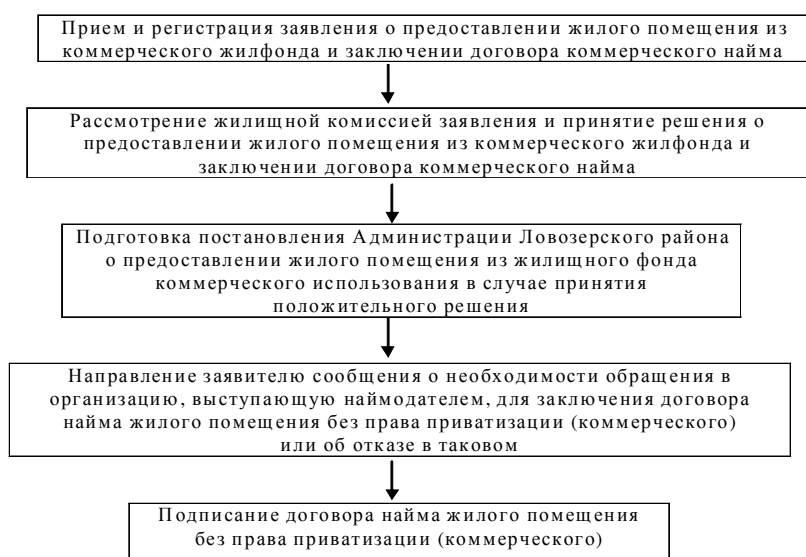 Прием и регистрация заявления о предоставлении жилого помещения из
коммерческого жилфонда и заключении договора коммерческого найма
Рассмотрение жилищной комиссией заявления и принятие решения о
предоставлении жилого помещения из коммерческого жилфонда и
заключении договора коммерческого найма
Подготовка постановления Администрации Ловозерского района
о предоставлении жилого помещения из жилищного фонда
коммерческого использования в случае принятия
положительного решения
Направление заявителю сообщения о необходимости обращения в
организацию, выступающую наймодателем, для заключения договора
найма жилого помещения без права приватизации (коммерческого)
или об отказе в таковом
Подписание договора найма жилого помещения
без права приватизации (коммерческого)